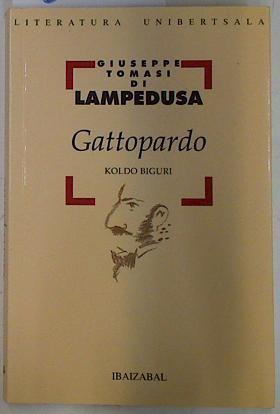 LITERATURA UNIBERTSALA
GIUSEPPE
TOMASI
DI
LAMPEDUSA
Gattopardo
KOLDO BIGURI
IBAIZABAL